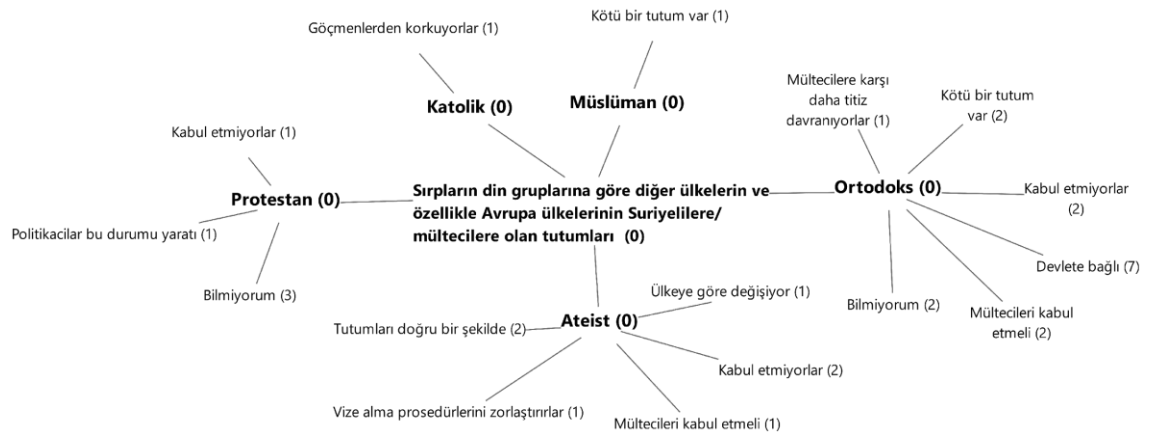 Göçmenlerden korkuyorlar (1)
Kötü bir tutum var (1)
Katolik (0)
Müslüman (0)
Mültecilere karşı
daha titiz
davranıyorlar (1)
Kötü bir tutum
var (2)
Kabul etmiyorlar (1)
Protestan (0)
Sırpların din gruplarına göre diğer ülkelerin ve
özellikle Avrupa ülkelerinin Suriyelilere/
mültecilere olan tutumları (0)
Ortodoks (0)
Kabul etmiyorlar
(2)
Politikacilar bu durumu yaratı (1)
Bilmiyorum (3)
Devlete bağlı (7)
Bilmiyorum (2)
Mültecileri kabul
etmeli (2)
Ülkeye göre değişiyor (1)
Ateist (0)
Tutumları doğru bir şekilde (2)
Kabul etmiyorlar (2)
Vize alma prosedürlerini zorlaştırırlar (1)
Mültecileri kabul etmeli (1)